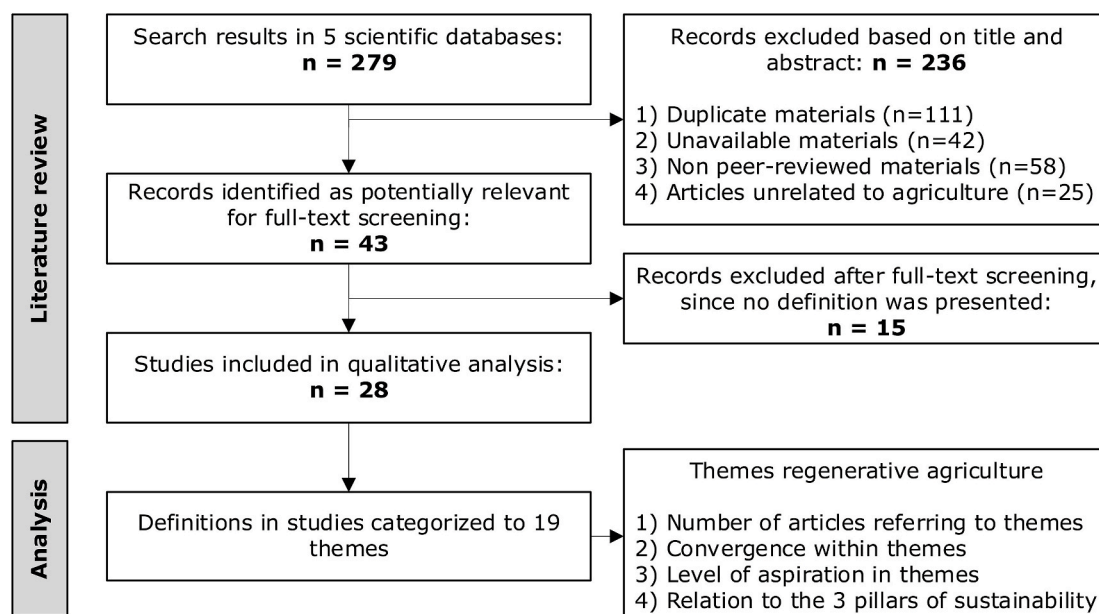 Literature review
Search results in 5 scientific databases:
n = 279
Records excluded based on title and
abstract: n = 236
1) Duplicate materials (n=111)
2) Unavailable materials (n=42)
3) Non peer-reviewed materials (n=58)
4) Articles unrelated to agriculture (n=25)
Records identified as potentially relevant
for full-text screening:
n = 43
Records excluded after full-text screening,
since no definition was presented:
n = 15
Studies included in qualitative analysis:
n = 28
Analysis
Definitions in studies categorized to 19
themes
Themes regenerative agriculture
1) Number of articles referring to themes
2) Convergence within themes
3) Level of aspiration in themes
4) Relation to the 3 pillars of sustainability